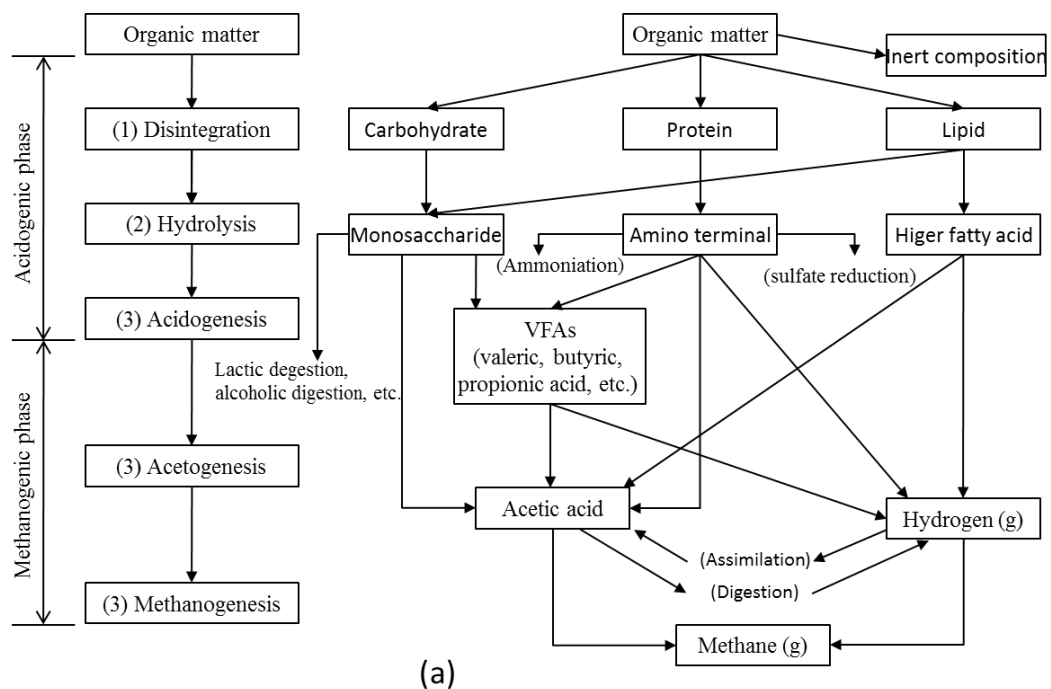 Organic matter
(1) Disintegration
(2) Hydrolysis
(3) Acidogenesis
(3) Acetogenesis
(3) Methanogenesis
Acidogenic phase
Methanogenic phase
Organic matter
Inert composition
Carbohydrate
Protein
Lipid
Monosaccharide
Amino terminal
Higer fatty acid
(Ammoniation)
(sulfate reduction)
VFAs
(valeric, butyric,
propionic acid, etc.)
Lactic degestion,
alcoholic digestion, etc.
Acetic acid
Hydrogen (g)
(Assimilation)
(Digestion)
Methane (g)
(a)